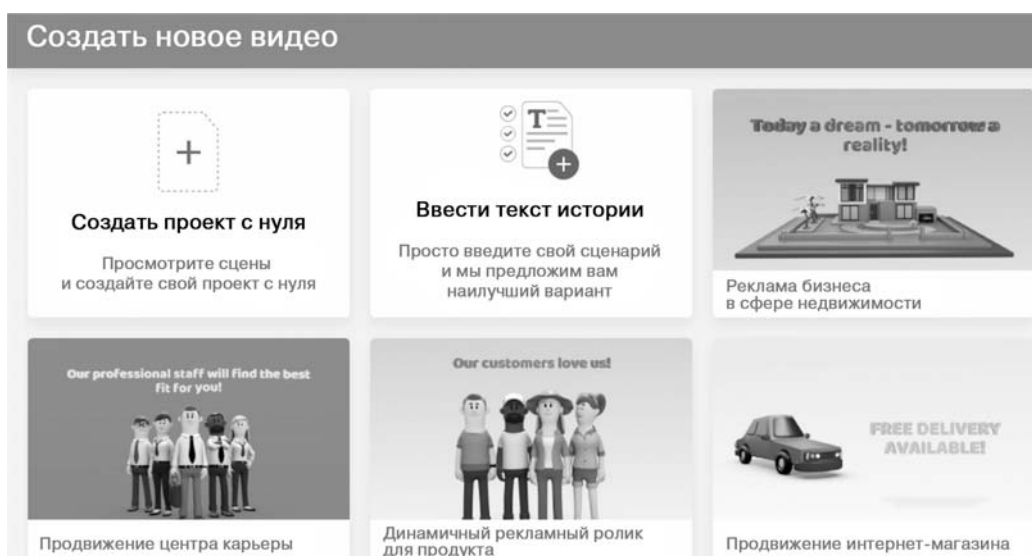 Создать новое видео
Создать проект с нуля
Просмотрите сцены
и создайте свой проект с нуля
T
Ввести текст истории
Просто введите свой сценарий
и мы предложим вам
наилучший вариант
Today a dream - tomorrow a
reality!
Реклама бизнеса
в сфере недвижимости
Our professional staff will find the best
fit for you!
Продвижение центра карьеры
Our customers love us!
Динамичный рекламный ролик
для продукта
FREE DELIVERY
AVAILABLE!
Продвижение интернет-магазина